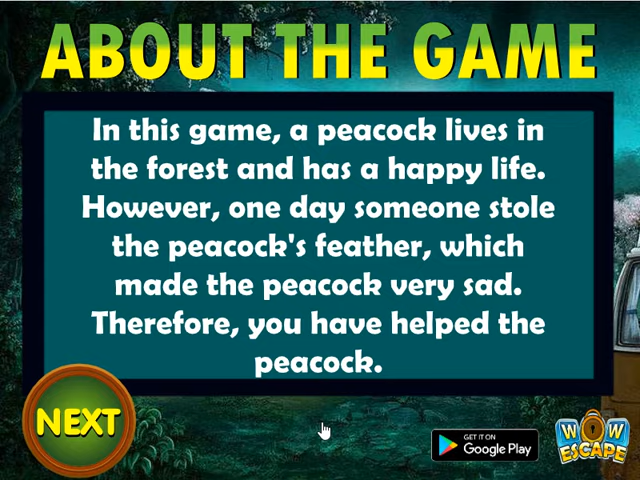 ABOUT THE GAME
In this game, a peacock lives in
the forest and has a happy life.
However, one day someone stole
the peacock's feather, which
made the peacock very sad.
Therefore, you have helped the
peacock.
NEXT
GET IT ON
Google Play
WOW
ESCAPE